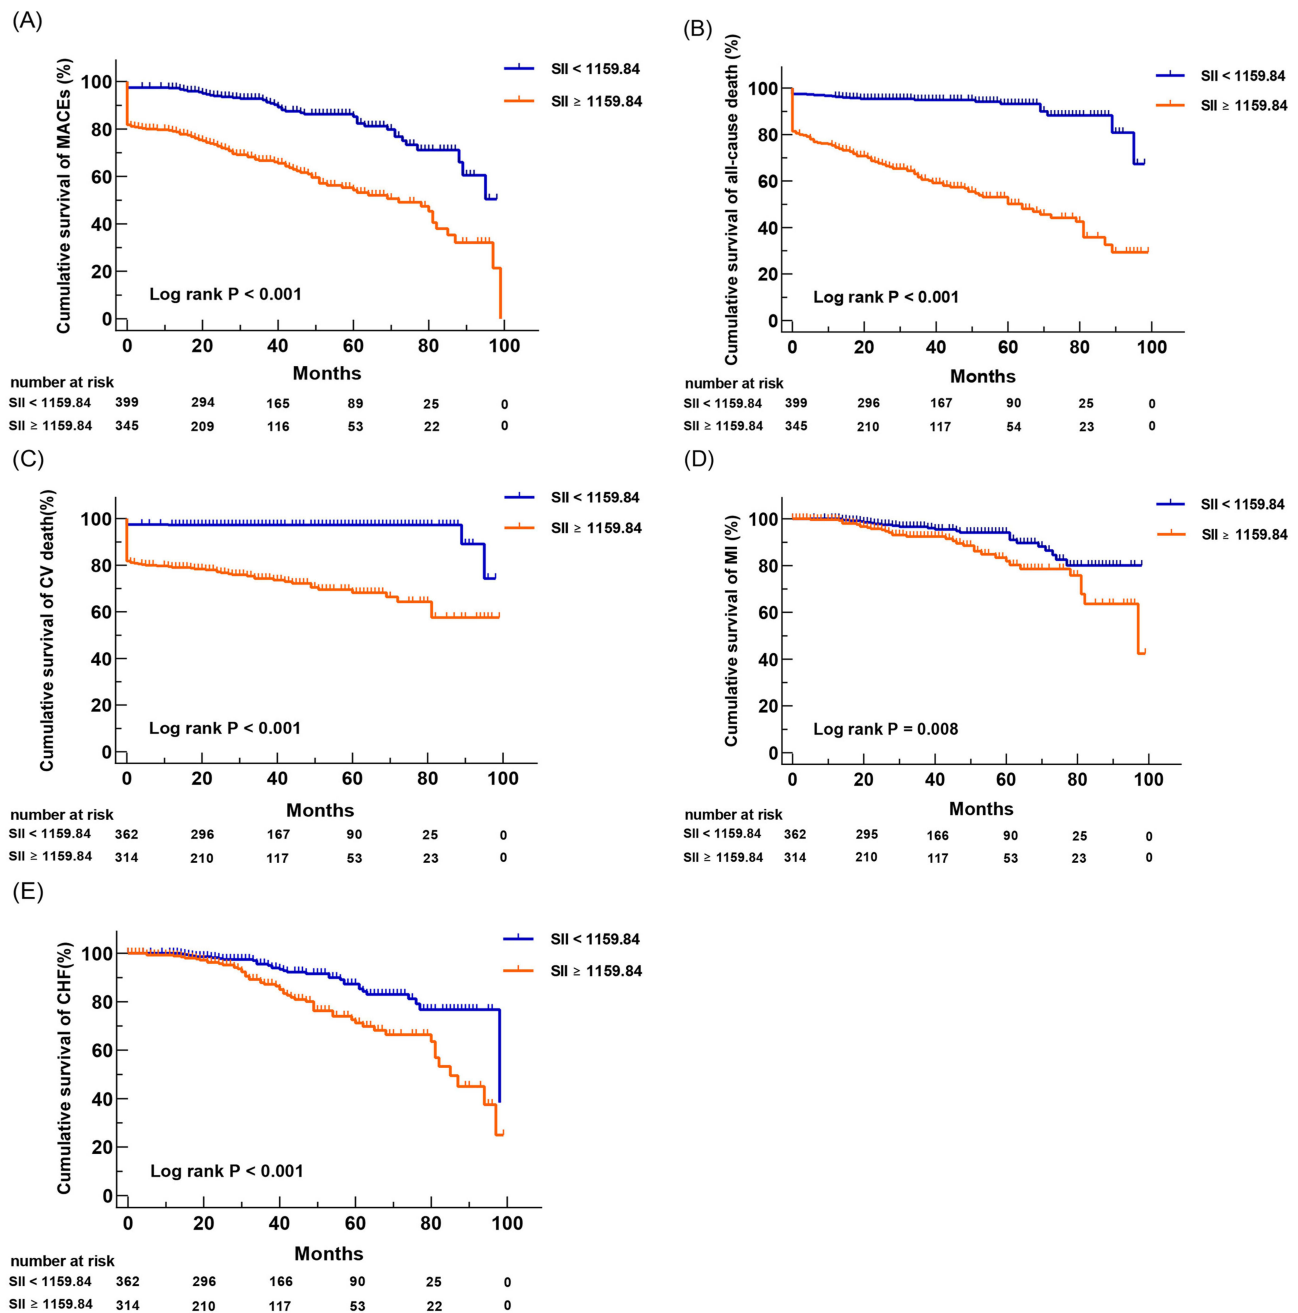 (A)
Cumulative survival of MACEs (%)
100
80
60
40
20
0
SII < 1159.84
SII ≥ 1159.84
Log rank P < 0.001
0 20 40 60 80 100
Months
number at risk
SII < 1159.84 399 294 165 89 25 0
SII ≥ 1159.84 345 209 116 53 22 0
(B)
Cumulative survival of all-cause death (%)
100
80
60
40
20
0
SII < 1159.84
SII ≥ 1159.84
Log rank P < 0.001
0 20 40 60 80 100
Months
number at risk
SII < 1159.84 399 296 167 90 25 0
SII ≥ 1159.84 345 210 117 54 23 0
(C)
Cumulative survival of CV death(%)
100
80
60
40
20
0
SII < 1159.84
SII ≥ 1159.84
Log rank P < 0.001
0 20 40 60 80 100
Months
number at risk
SII < 1159.84 362 296 167 90 25 0
SII ≥ 1159.84 314 210 117 53 23 0
(D)
Cumulative survival of MI (%)
100
80
60
40
20
0
SII < 1159.84
SII ≥ 1159.84
Log rank P = 0.008
0 20 40 60 80 100
Months
number at risk
SII < 1159.84 362 295 166 90 25 0
SII ≥ 1159.84 314 210 117 53 23 0
(E)
Cumulative survival of CHF(%)
100
80
60
40
20
0
SII < 1159.84
SII ≥ 1159.84
Log rank P < 0.001
0 20 40 60 80 100
Months
number at risk
SII < 1159.84 362 296 166 90 25 0
SII ≥ 1159.84 314 210 117 53 22 0